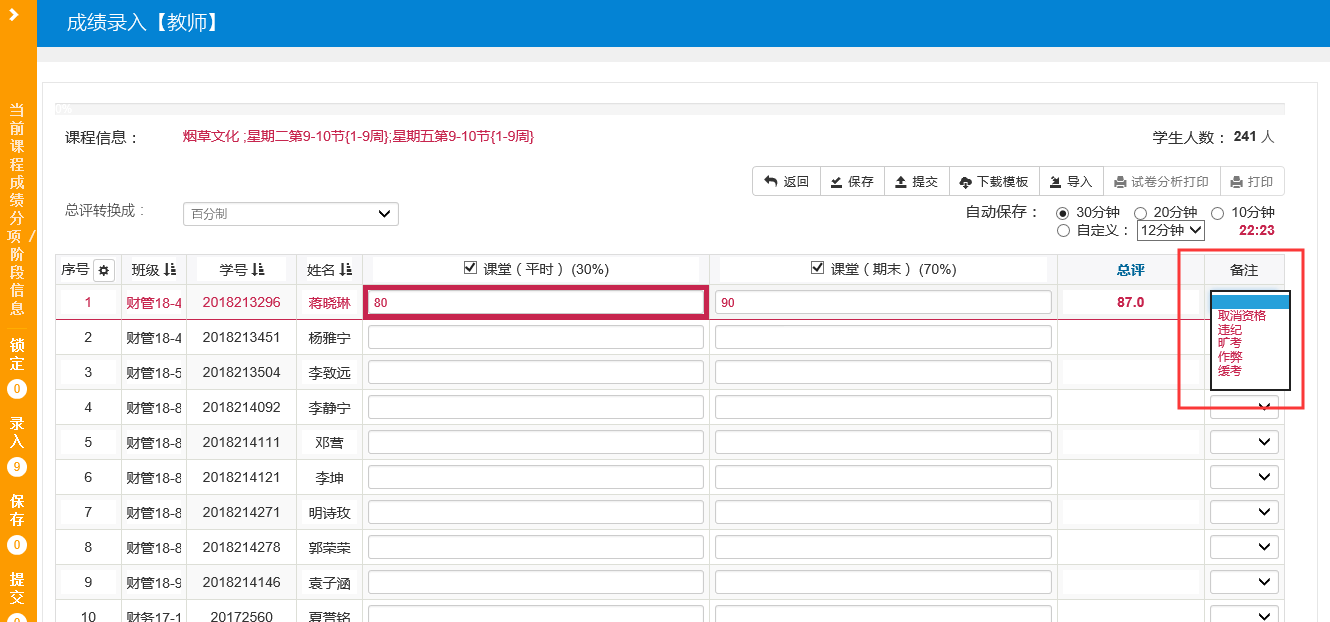 成绩录入【教师】
当前课程成绩分项/阶段信息
锁定
0
录入
9
保存
0
提交
0%
课程信息： 烟草文化 ;星期二第9-10节{1-9周};星期五第9-10节{1-9周} 学生人数： 241 人
返回 保存 提交 下载模板 导入 试卷分析打印 打印
总评转换成： 百分制 自动保存： 30分钟 20分钟 10分钟
自定义： 12分钟 22:23
序号 班级 学号 姓名 课堂（平时）(30%) 课堂（期末）(70%) 总评 备注
1 财管18-4 2018213296 蒋晓琳 80 90 87.0
取消资格
违纪
旷考
作弊
缓考
2 财管18-4 2018213451 杨雅宁
3 财管18-5 2018213504 李致远
4 财管18-8 2018214092 李静宁
5 财管18-8 2018214111 邓营
6 财管18-8 2018214121 李坤
7 财管18-8 2018214271 明诗玫
8 财管18-8 2018214278 郭荣荣
9 财管18-9 2018214146 袁子涵
10 财务17-1 20172560